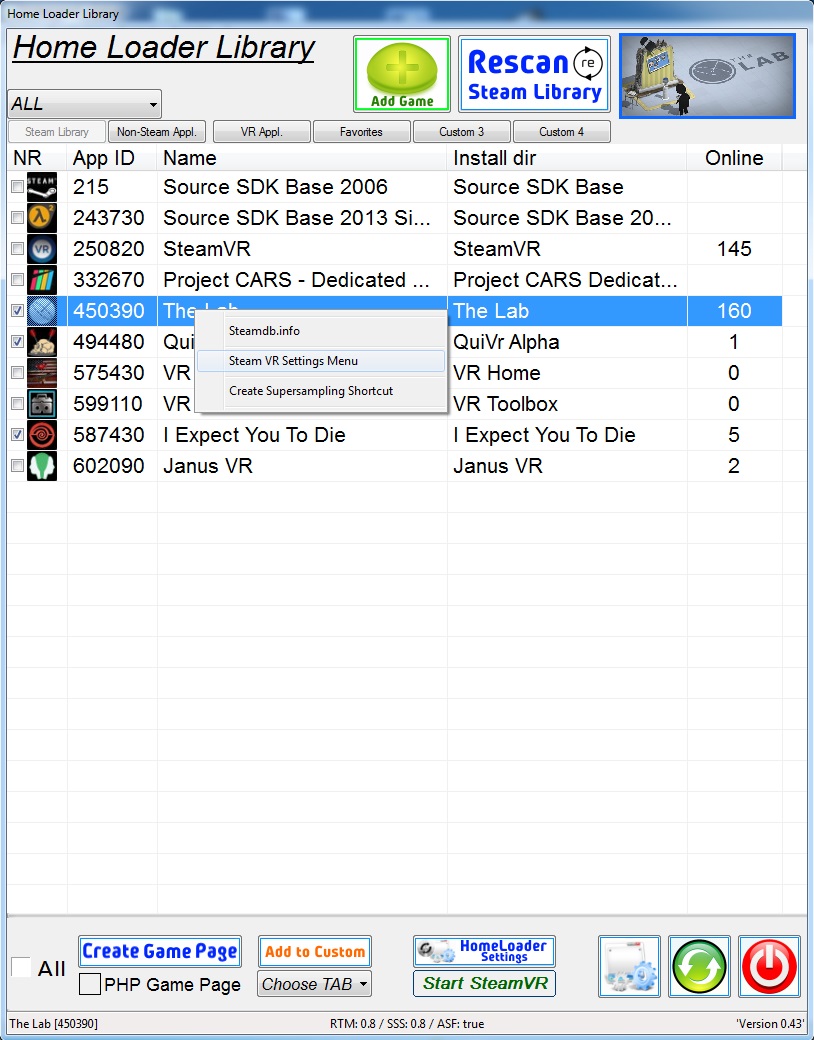 Home Loader Library
Home Loader Library
Add Game
Rescan re
Steam Library
THE LAB
ALL
Steam Library Non-Steam Appl. VR Appl. Favorites Custom 3 Custom 4
NR App ID Name Install dir Online
STEAM 215 Source SDK Base 2006 Source SDK Base
243730 Source SDK Base 2013 Si... Source SDK Base 20...
VR 250820 SteamVR SteamVR 145
332670 Project CARS - Dedicated ... Project CARS Dedicat...
450390 The Lab The Lab 160
Steamdb.info
494480 Qui QuiVr Alpha 1
Steam VR Settings Menu
575430 VR VR Home 0
Create Supersampling Shortcut
599110 VR VR Toolbox 0
587430 I Expect You To Die I Expect You To Die 5
602090 Janus VR Janus VR 2
All
Create Game Page
PHP Game Page
Add to Custom
Choose TAB
HomeLoader
Settings
Start SteamVR
The Lab [450390] RTM: 0.8 / SSS: 0.8 / ASF: true 'Version 0.43'